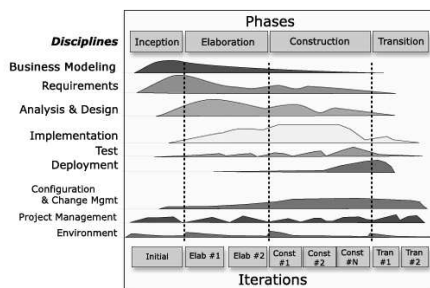 Phases
Disciplines
Inception
Elaboration
Construction
Transition
Business Modeling
Requirements
Analysis & Design
Implementation
Test
Deployment
Configuration
& Change Mgmt
Project Management
Environment
Initial
Elab #1
Elab #2
Const
#1
Const
#2
Const
#N
Tran
#1
Tran
#2
Iterations